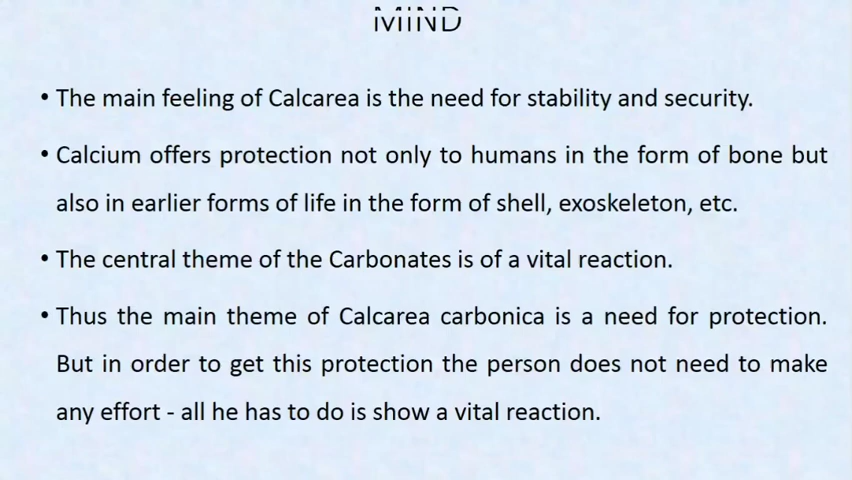 MIND
• The main feeling of Calcarea is the need for stability and security.
• Calcium offers protection not only to humans in the form of bone but
also in earlier forms of life in the form of shell, exoskeleton, etc.
• The central theme of the Carbonates is of a vital reaction.
• Thus the main theme of Calcarea carbonica is a need for protection.
But in order to get this protection the person does not need to make
any effort - all he has to do is show a vital reaction.